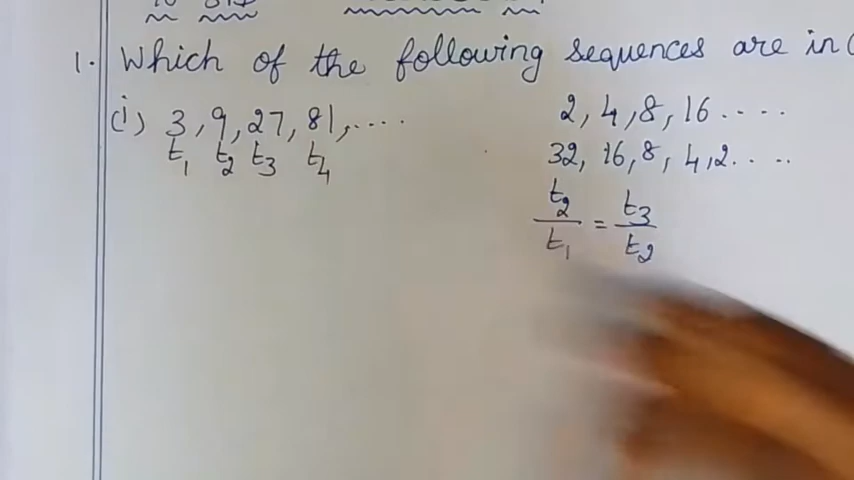 1. Which of the following sequences are in
(i) 3, 9, 27, 81, ....
t1 t2 t3 t4
2, 4, 8, 16 ....
32, 16, 8, 4, 2. ....
t2/t1 = t3/t2